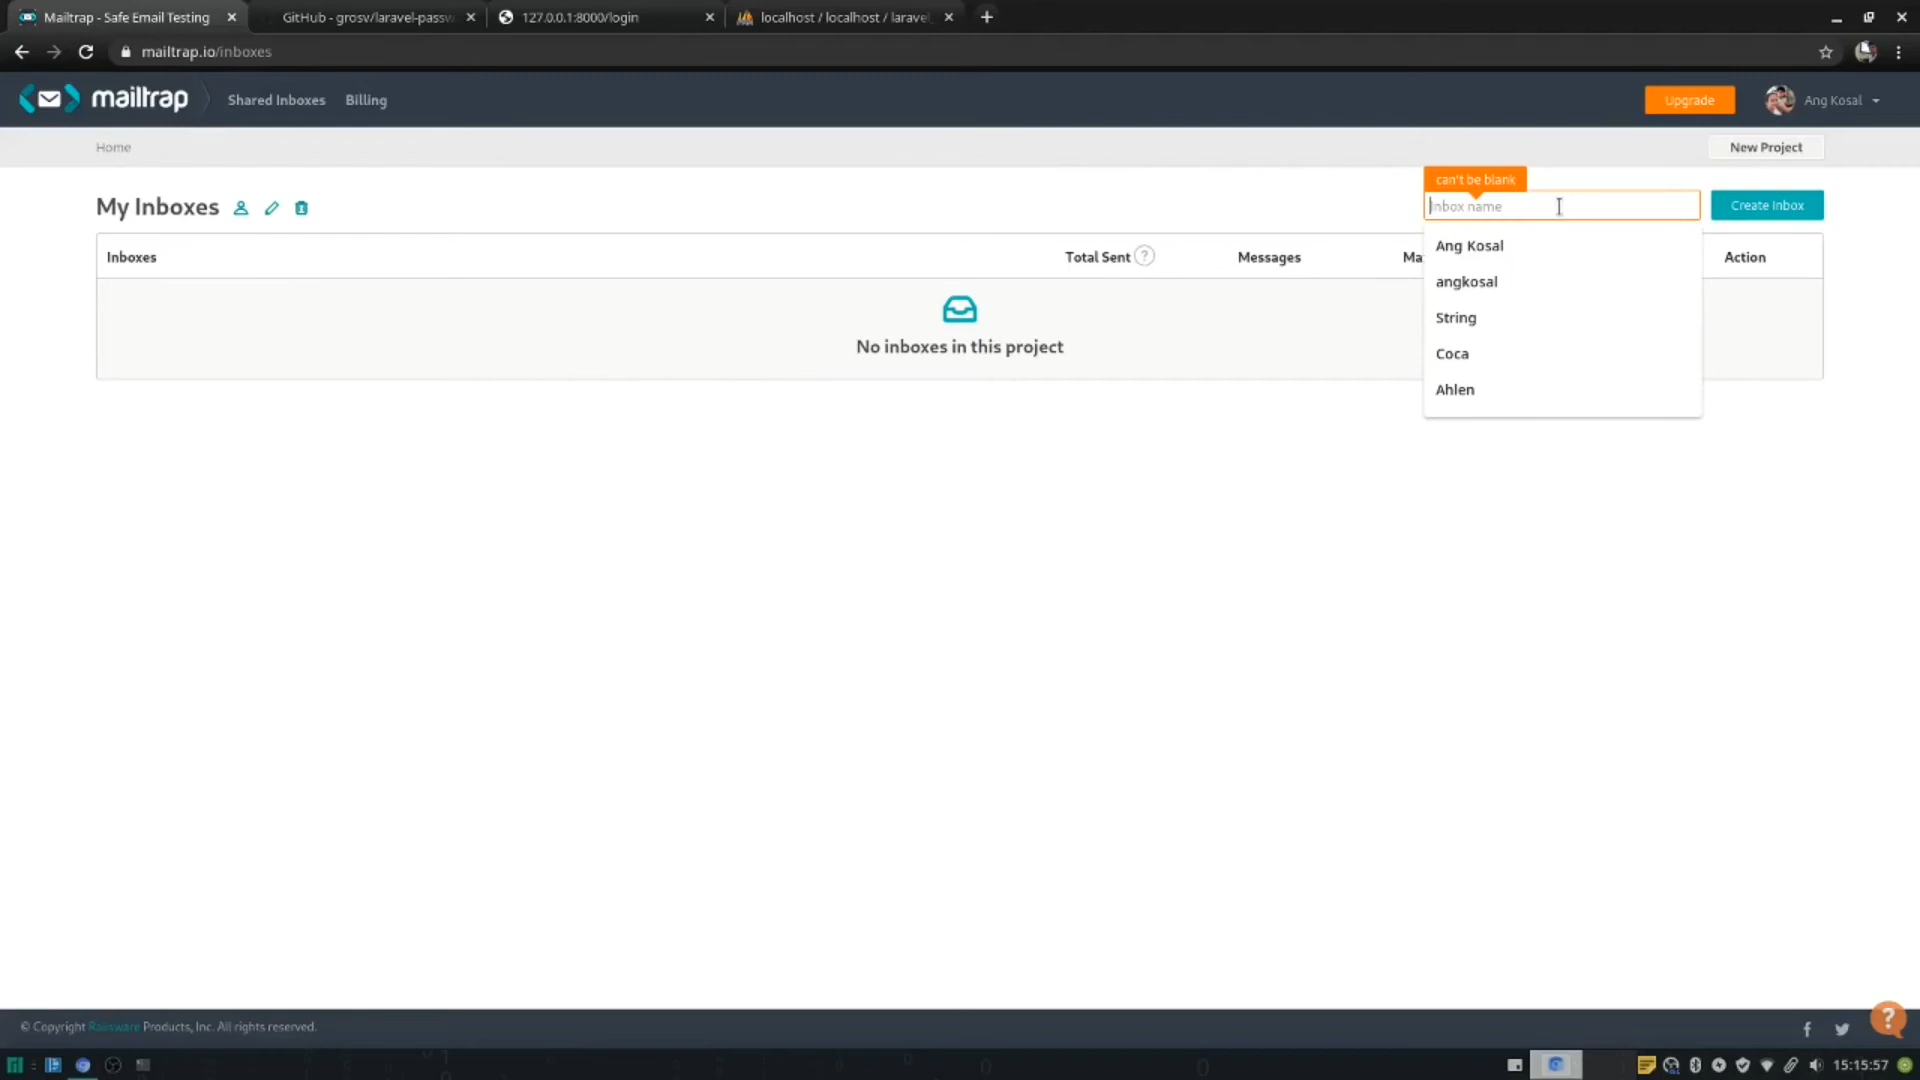 Mailtrap - Safe Email Testing
GitHub - grosv/laravel-passw
127.0.0.1:8000/login
localhost / localhost / laravel
mailtrap.io/inboxes
mailtrap
Shared Inboxes
Billing
Upgrade
Ang Kosal
Home
New Project
can't be blank
My Inboxes
Inbox name
Create Inbox
Inboxes
Total Sent ?
Messages
Ma
Action
Ang Kosal
angkosal
String
Coca
Ahlen
No inboxes in this project
© Copyright Railsware Products, Inc. All rights reserved.
?
15:15:57